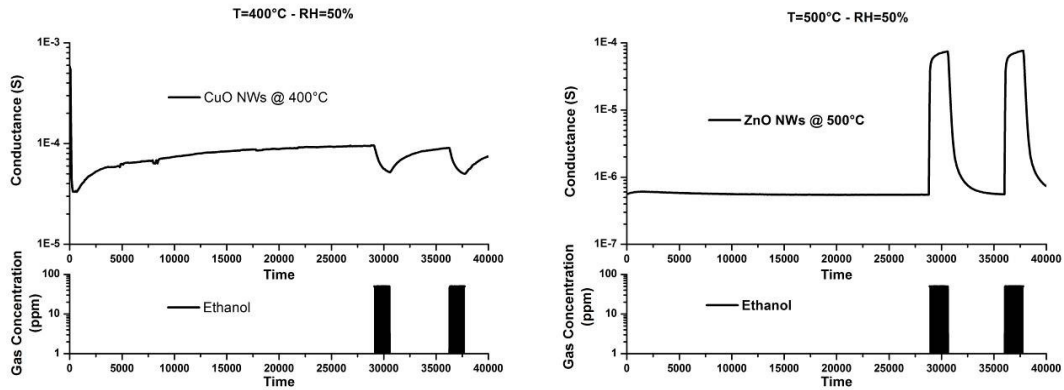 T=400°C - RH=50%
1E-3
1E-4
1E-5
Conductance (S)
CuO NWs @ 400°C
0 5000 10000 15000 20000 25000 30000 35000 40000
Time
100
10
1
Gas Concentration
(ppm)
Ethanol
0 5000 10000 15000 20000 25000 30000 35000 40000
Time
T=500°C - RH=50%
1E-4
1E-5
1E-6
1E-7
Conductance (S)
ZnO NWs @ 500°C
0 5000 10000 15000 20000 25000 30000 35000 40000
Time
100
10
1
Gas Concentration
(ppm)
Ethanol
0 5000 10000 15000 20000 25000 30000 35000 40000
Time